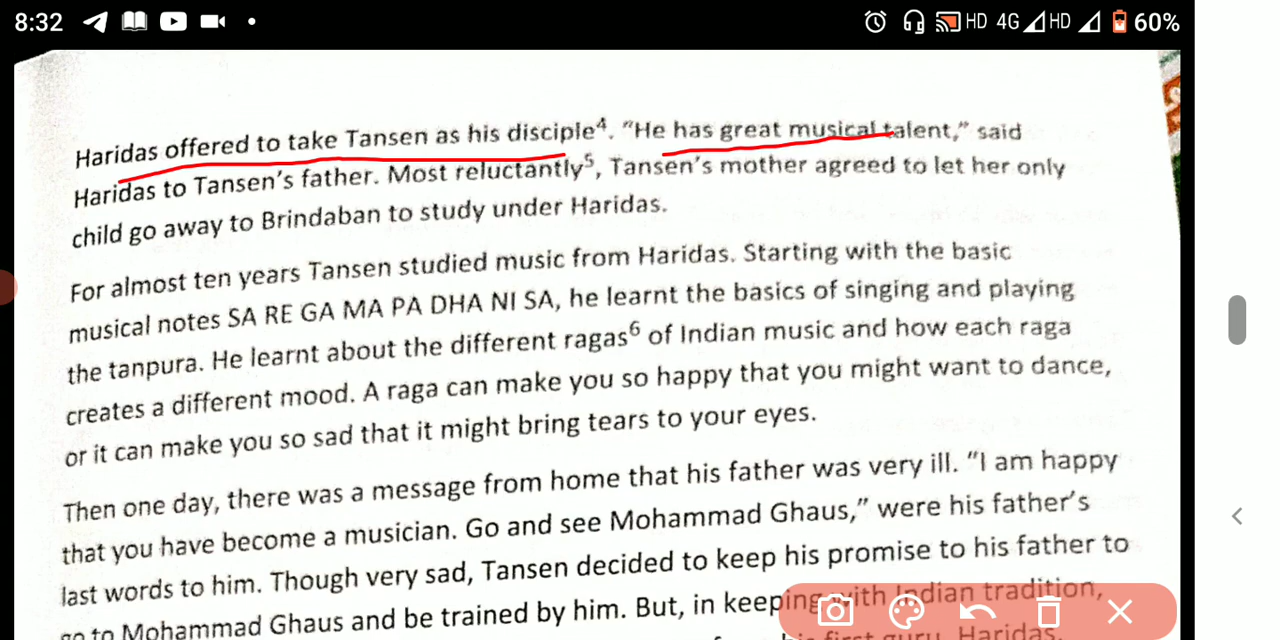 8:32
HD 4G HD 60%
Haridas offered to take Tansen as his disciple⁴. “He has great musical talent,” said
Haridas to Tansen’s father. Most reluctantly⁵, Tansen’s mother agreed to let her only
child go away to Brindaban to study under Haridas.
For almost ten years Tansen studied music from Haridas. Starting with the basic
musical notes SA RE GA MA PA DHA NI SA, he learnt the basics of singing and playing
the tanpura. He learnt about the different ragas⁶ of Indian music and how each raga
creates a different mood. A raga can make you so happy that you might want to dance,
or it can make you so sad that it might bring tears to your eyes.
Then one day, there was a message from home that his father was very ill. “I am happy
that you have become a musician. Go and see Mohammad Ghaus,” were his father’s
last words to him. Though very sad, Tansen decided to keep his promise to his father to
go to Mohammad Ghaus and be trained by him. But, in keeping with Indian tradition,
his first guru, Haridas.